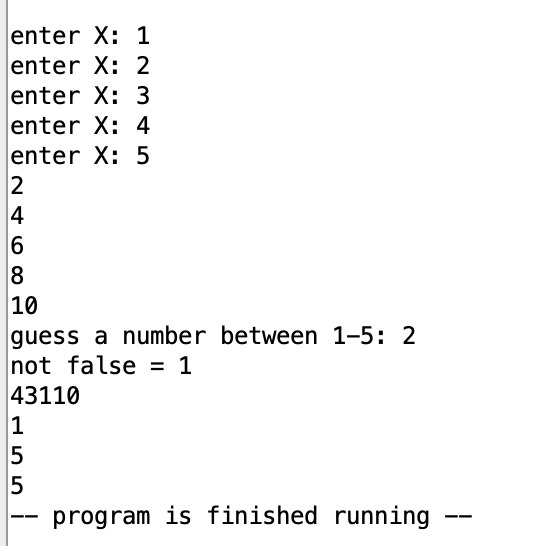 enter X: 1
enter X: 2
enter X: 3
enter X: 4
enter X: 5
2
4
6
8
10
guess a number between 1-5: 2
not false = 1
43110
1
5
5
-- program is finished running --